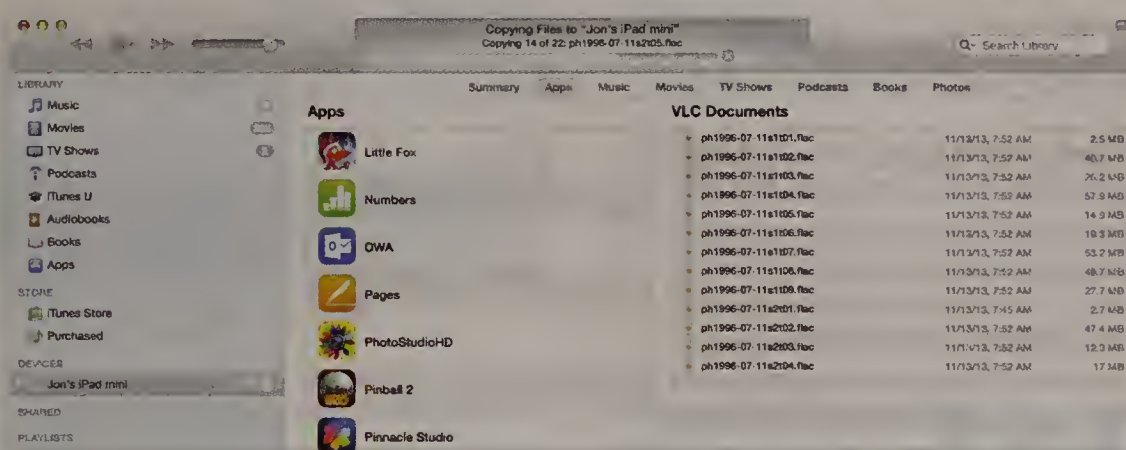 Copying Files to "Jon's iPad mini"
Copying 14 of 22: ph1996-07-11s2t05.flac
Search Library
LIBRARY
Music
Movies
TV Shows
Podcasts
iTunes U
Audiobooks
Books
Apps
STORE
iTunes Store
Purchased
DEVICES
Jon's iPad mini
SHARED
PLAYLISTS
Summary Apps Music Movies TV Shows Podcasts Books Photos
Apps
Little Fox
Numbers
OWA
Pages
PhotoStudioHD
Pinball 2
Pinnacle Studio
VLC Documents
ph1996-07-11s1t01.flac 11/13/13, 7:52 AM 2.5 MB
ph1996-07-11s1t02.flac 11/13/13, 7:52 AM 40.7 MB
ph1996-07-11s1t03.flac 11/13/13, 7:52 AM 26.2 MB
ph1996-07-11s1t04.flac 11/13/13, 7:52 AM 57.9 MB
ph1996-07-11s1t05.flac 11/13/13, 7:52 AM 14.9 MB
ph1996-07-11s1t06.flac 11/13/13, 7:52 AM 19.3 MB
ph1996-07-11s1t07.flac 11/13/13, 7:52 AM 53.2 MB
ph1996-07-11s1t08.flac 11/13/13, 7:52 AM 48.7 MB
ph1996-07-11s1t09.flac 11/13/13, 7:52 AM 27.7 MB
ph1996-07-11s2t01.flac 11/13/13, 7:45 AM 2.7 MB
ph1996-07-11s2t02.flac 11/13/13, 7:52 AM 47.4 MB
ph1996-07-11s2t03.flac 11/13/13, 7:52 AM 12.3 MB
ph1996-07-11s2t04.flac 11/13/13, 7:52 AM 17 MB